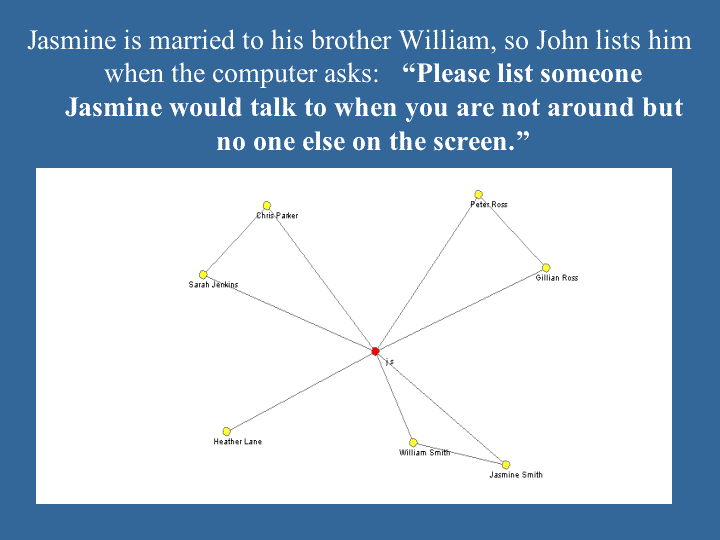 Jasmine is married to his brother William, so John lists him
when the computer asks: “Please list someone
Jasmine would talk to when you are not around but
no one else on the screen.”
Peter Ross
Chris Parker
Gillian Ross
Sarah Jenkins
j s
Heather Lane
William Smith
Jasmine Smith